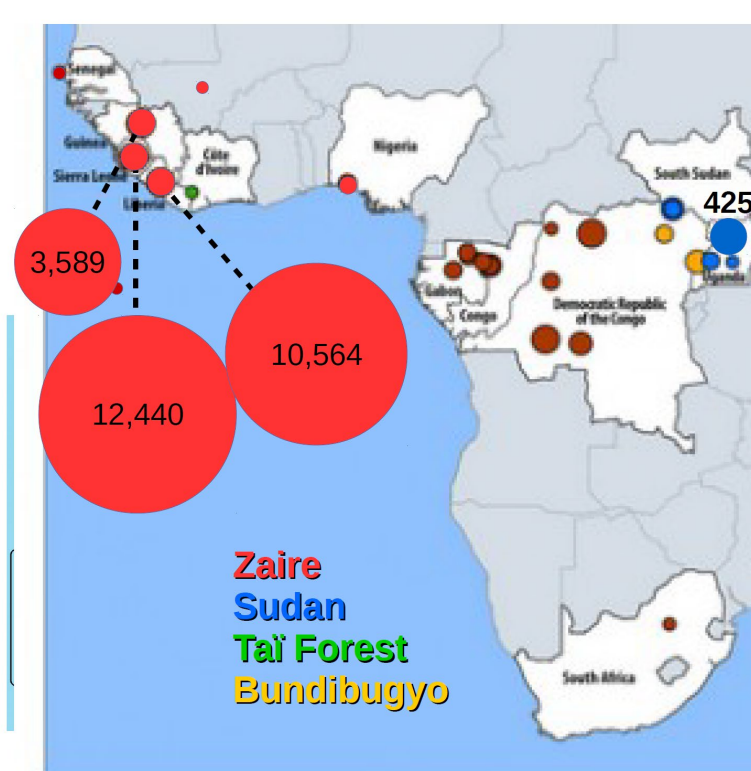 Senegal
Guinea
Sierra Leone
Liberia
Côte
d'Ivoire
Nigeria
South Sudan
425
Uganda
3,589
Gabon
Congo
Democratic Republic
of the Congo
10,564
12,440
Zaire
Sudan
Taï Forest
Bundibugyo
South Africa